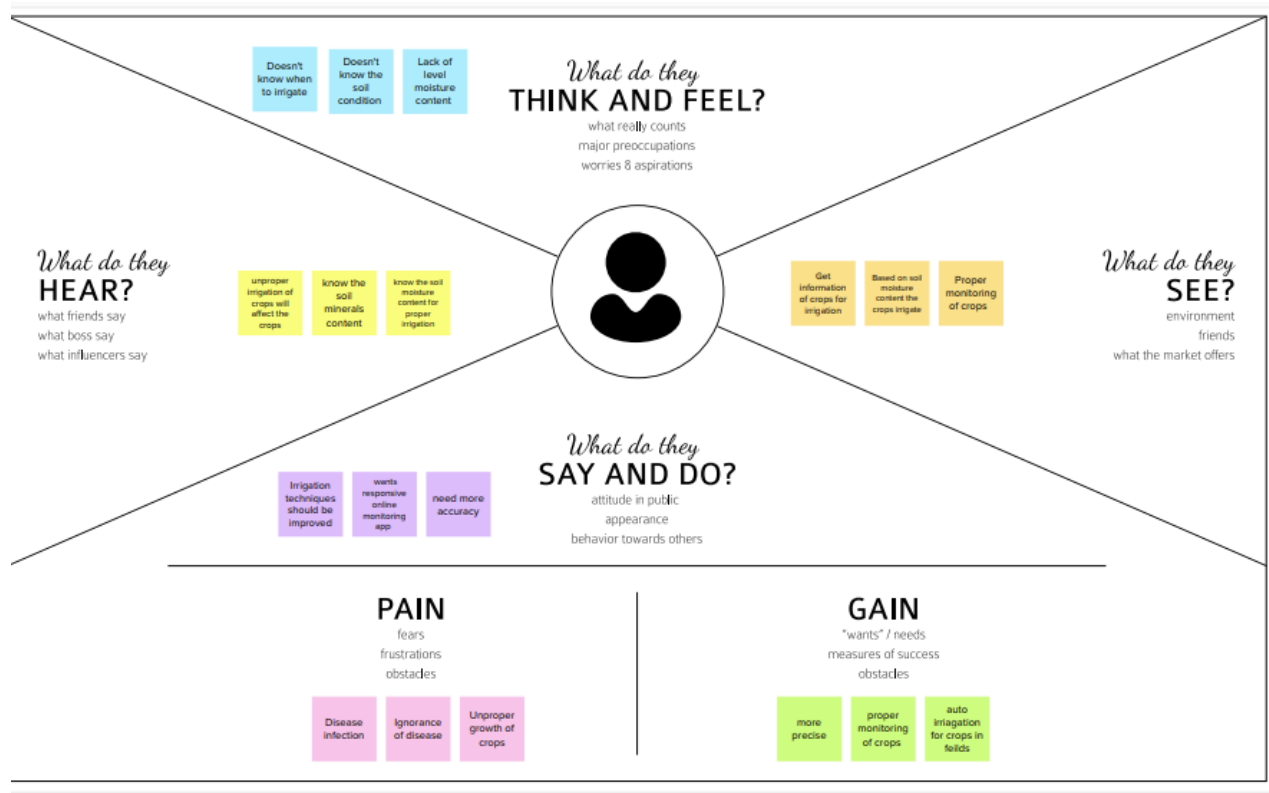 Doesn't
know when
to irrigate
Doesn't
know the
soil
condition
Lack of
level
moisture
content
What do they
THINK AND FEEL?
what really counts
major preoccupations
worries & aspirations
What do they
HEAR?
what friends say
what boss say
what influencers say
unproper
irrigation of
crops will
affect the
crops
know the
soil
minerals
content
know the soil
moisture
content for
proper
irrigation
Get
information
of crops for
irrigation
Based on soil
moisture
content the
crops irrigate
Proper
monitoring
of crops
What do they
SEE?
environment
friends
what the market offers
What do they
SAY AND DO?
attitude in public
appearance
behavior towards others
Irrigation
techniques
should be
improved
wants
responsive
online
monitoring
app
need more
accuracy
PAIN
fears
frustrations
obstacles
Disease
infection
Ignorance
of disease
Unproper
growth of
crops
GAIN
"wants" / needs
measures of success
obstacles
more
precise
proper
monitoring
of crops
auto
irriagation
for crops in
feilds